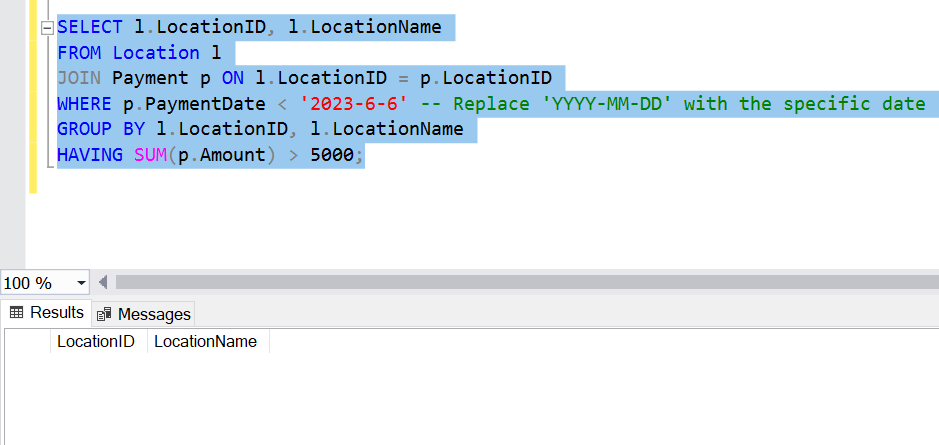 SELECT l.LocationID, l.LocationName
FROM Location l
JOIN Payment p ON l.LocationID = p.LocationID
WHERE p.PaymentDate < '2023-6-6' -- Replace 'YYYY-MM-DD' with the specific date
GROUP BY l.LocationID, l.LocationName
HAVING SUM(p.Amount) > 5000;
100 %
Results Messages
LocationID LocationName